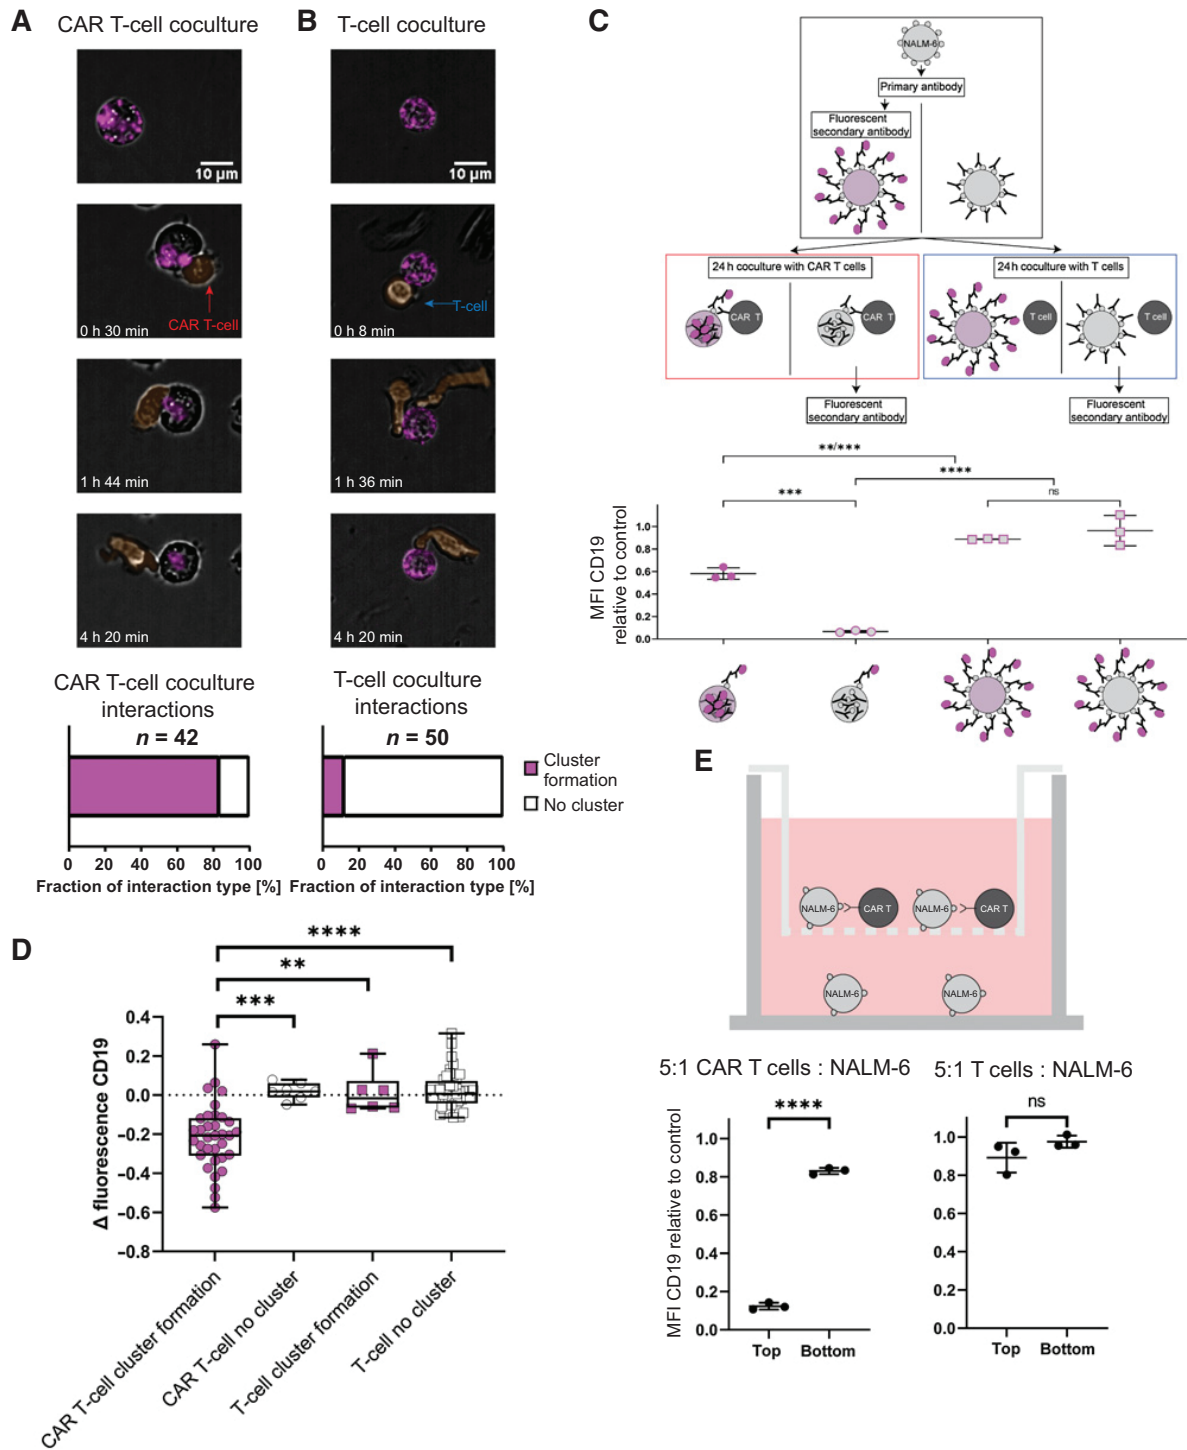 A
CAR T-cell coculture
10 µm
0 h 30 min
CAR T-cell
1 h 44 min
4 h 20 min
CAR T-cell coculture
interactions
n = 42
0 20 40 60 80 100
Fraction of interaction type [%]
B
T-cell coculture
10 µm
0 h 8 min
T-cell
1 h 36 min
4 h 20 min
T-cell coculture
interactions
n = 50
0 20 40 60 80 100
Fraction of interaction type [%]
Cluster
formation
No cluster
C
NALM-6
Primary antibody
Fluorescent
secondary antibody
24 h coculture with CAR T cells
CAR T
CAR T
Fluorescent
secondary antibody
24 h coculture with T cells
T cell
T cell
Fluorescent
secondary antibody
**/***
****
***
ns
MFI CD19
relative to control
1.0
0.8
0.6
0.4
0.2
0.0
D
****
**
***
Δ fluorescence CD19
0.4
0.2
0.0
−0.2
−0.4
−0.6
−0.8
CAR T-cell cluster formation
CAR T-cell no cluster
T-cell cluster formation
T-cell no cluster
E
NALM-6
CAR T
NALM-6
CAR T
NALM-6
NALM-6
5:1 CAR T cells : NALM-6
****
MFI CD19 relative to control
1.0
0.8
0.6
0.4
0.2
0.0
Top Bottom
5:1 T cells : NALM-6
ns
1.0
0.8
0.6
0.4
0.2
0.0
Top Bottom